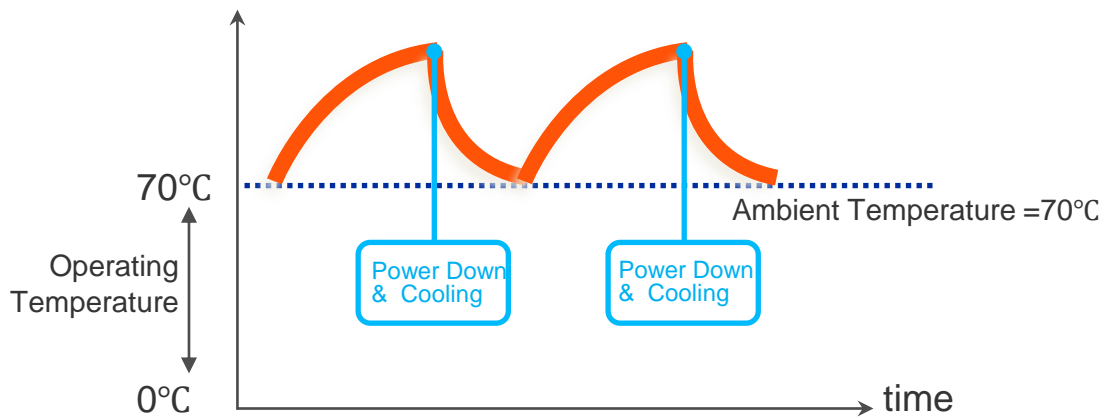 70℃
Ambient Temperature =70℃
Operating
Temperature
Power Down
& Cooling
Power Down
& Cooling
0℃
time